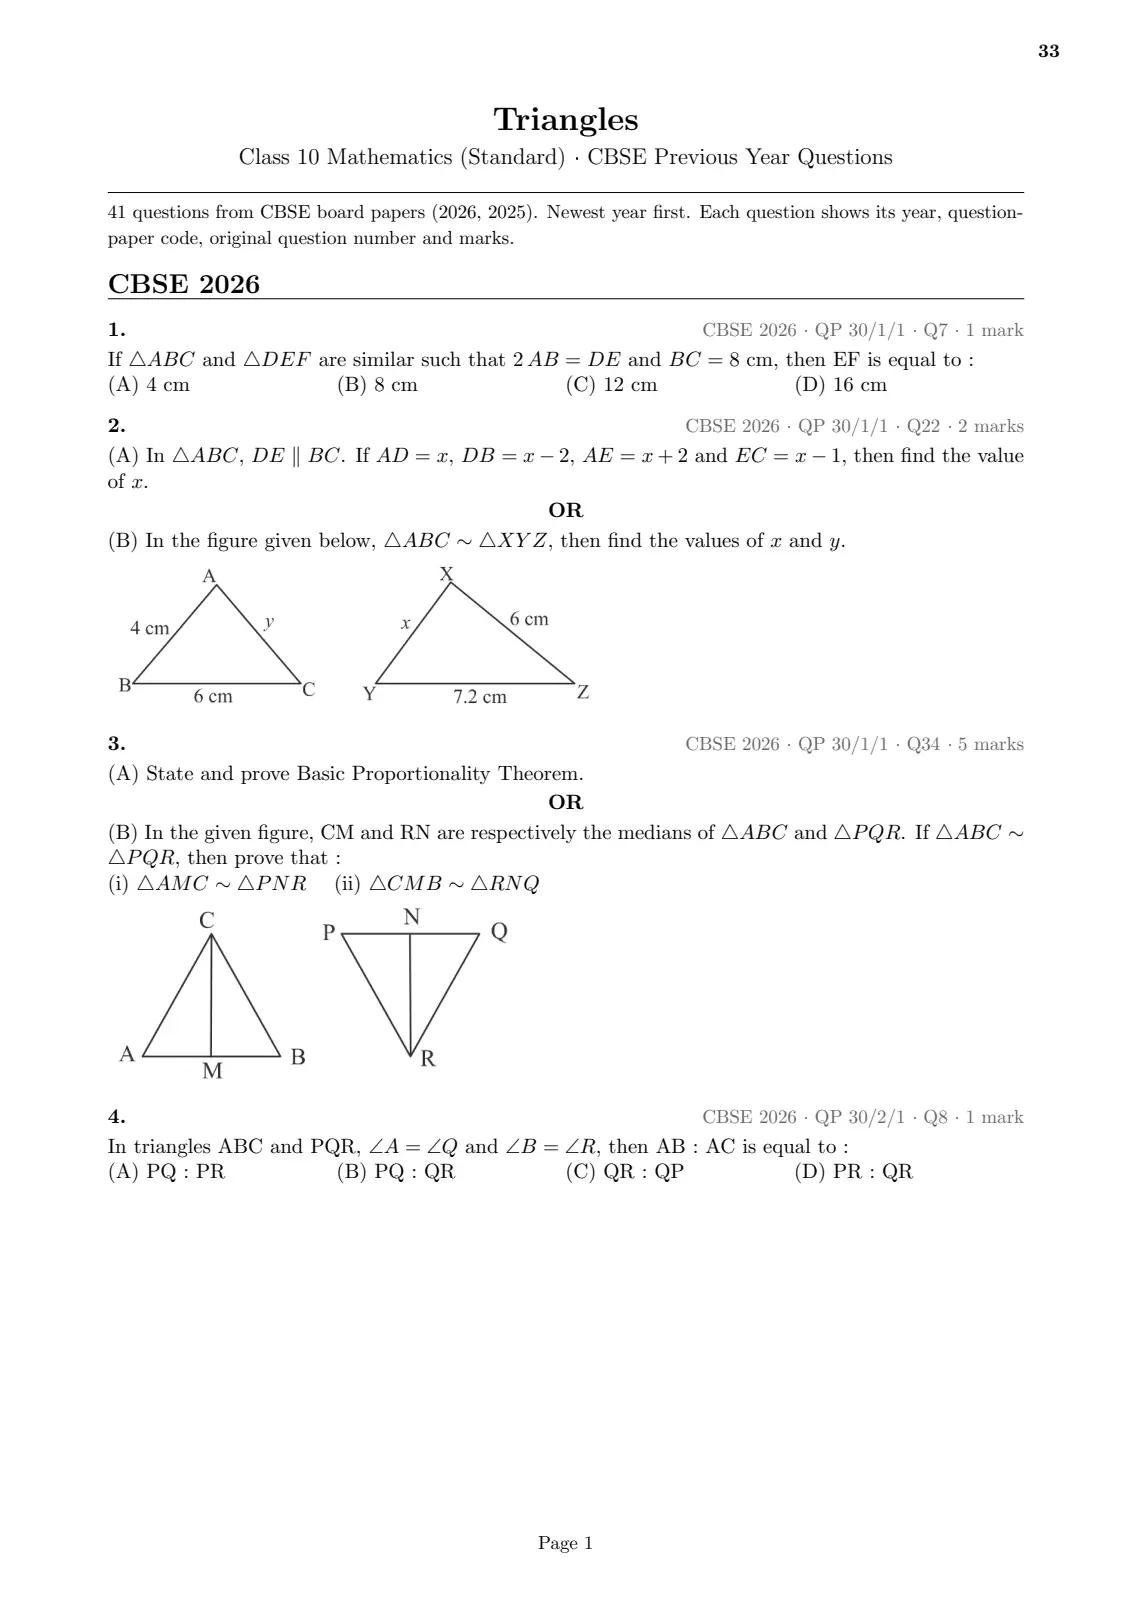 33
Triangles
Class 10 Mathematics (Standard) · CBSE Previous Year Questions
41 questions from CBSE board papers (2026, 2025). Newest year first. Each question shows its year, question-
paper code, original question number and marks.
CBSE 2026
1. CBSE 2026 · QP 30/1/1 · Q7 · 1 mark
If △ABC and △DEF are similar such that 2 AB = DE and BC = 8 cm, then EF is equal to :
(A) 4 cm (B) 8 cm (C) 12 cm (D) 16 cm
2. CBSE 2026 · QP 30/1/1 · Q22 · 2 marks
(A) In △ABC, DE ∥ BC. If AD = x, DB = x − 2, AE = x + 2 and EC = x − 1, then find the value
of x.
OR
(B) In the figure given below, △ABC ∼ △XYZ, then find the values of x and y.
A X
4 cm y x 6 cm
B C Y Z
6 cm 7.2 cm
3. CBSE 2026 · QP 30/1/1 · Q34 · 5 marks
(A) State and prove Basic Proportionality Theorem.
OR
(B) In the given figure, CM and RN are respectively the medians of △ABC and △PQR. If △ABC ∼
△PQR, then prove that :
(i) △AMC ∼ △PNR (ii) △CMB ∼ △RNQ
C P N Q
A M B R
4. CBSE 2026 · QP 30/2/1 · Q8 · 1 mark
In triangles ABC and PQR, ∠A = ∠Q and ∠B = ∠R, then AB : AC is equal to :
(A) PQ : PR (B) PQ : QR (C) QR : QP (D) PR : QR
Page 1